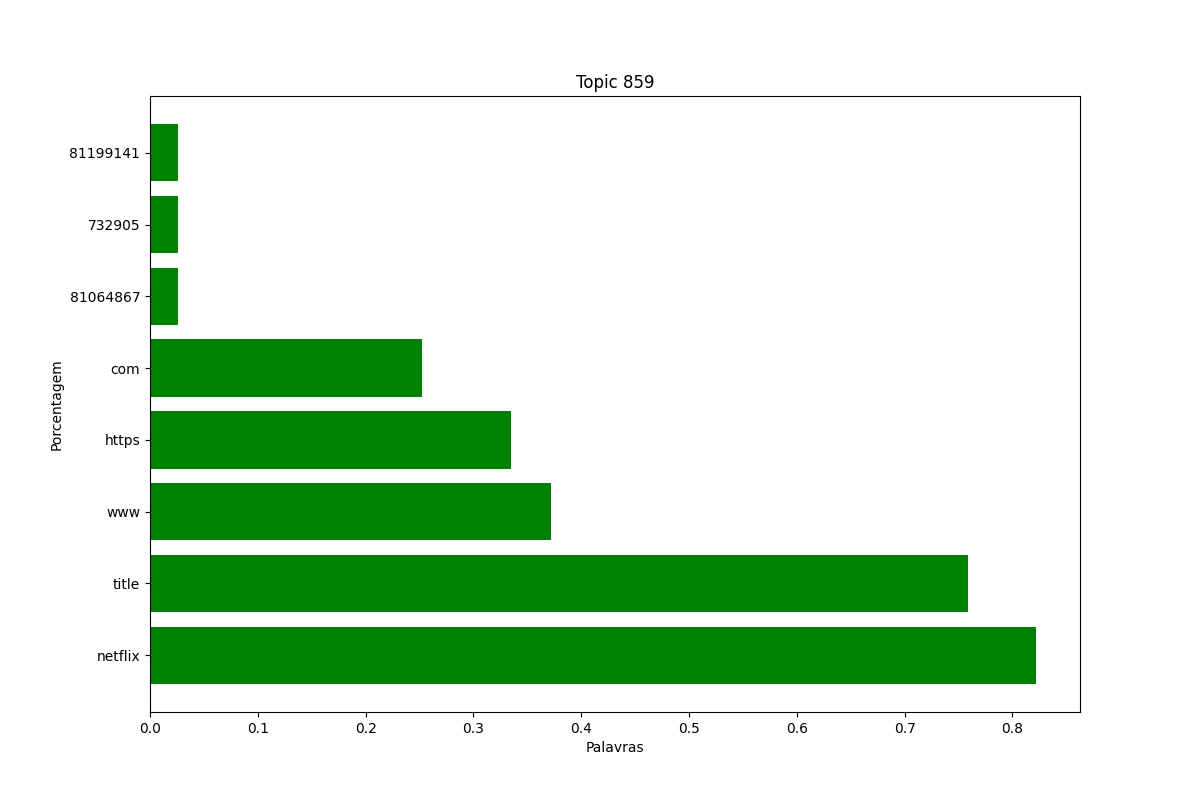 Topic 859
81199141
732905
81064867
com
https
www
title
netflix
Porcentagem
0.0 0.1 0.2 0.3 0.4 0.5 0.6 0.7 0.8
Palavras